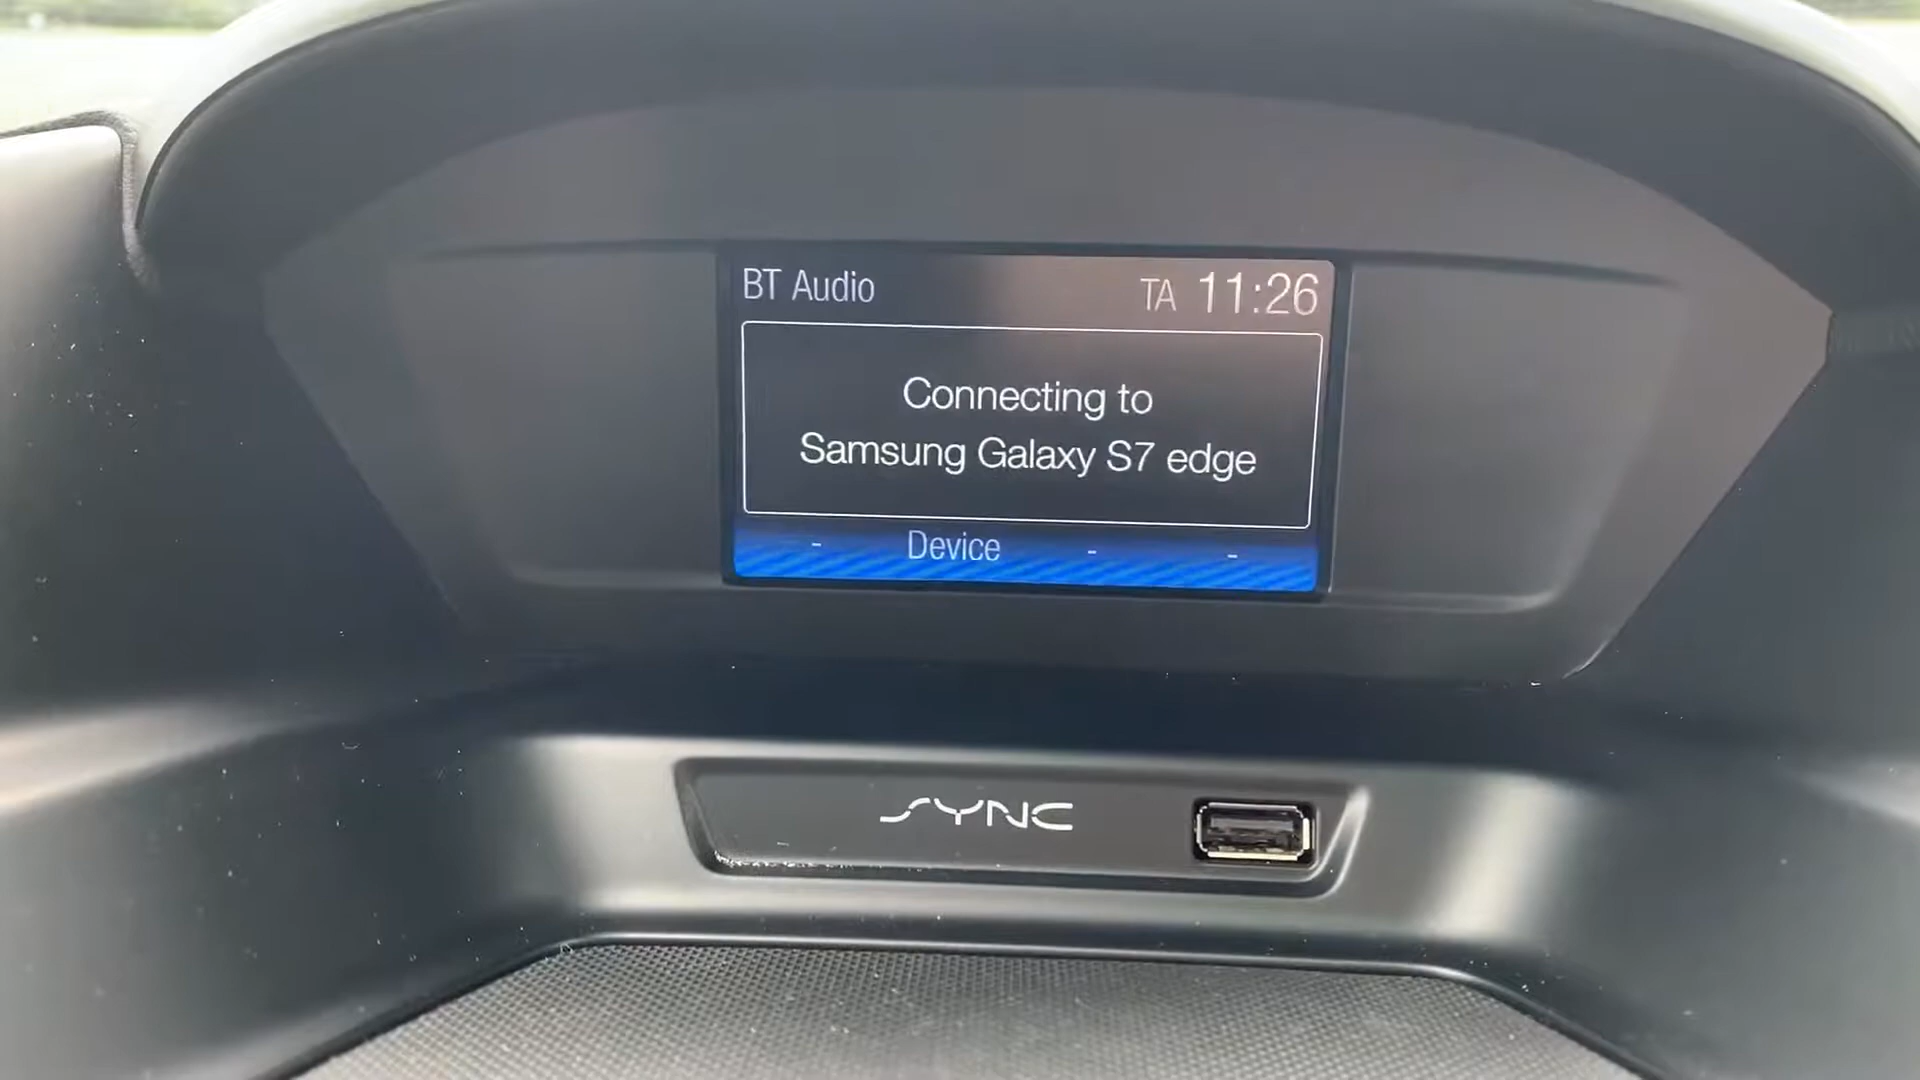 BT Audio
TA 11:26
Connecting to
Samsung Galaxy S7 edge
- Device - -
SYNC